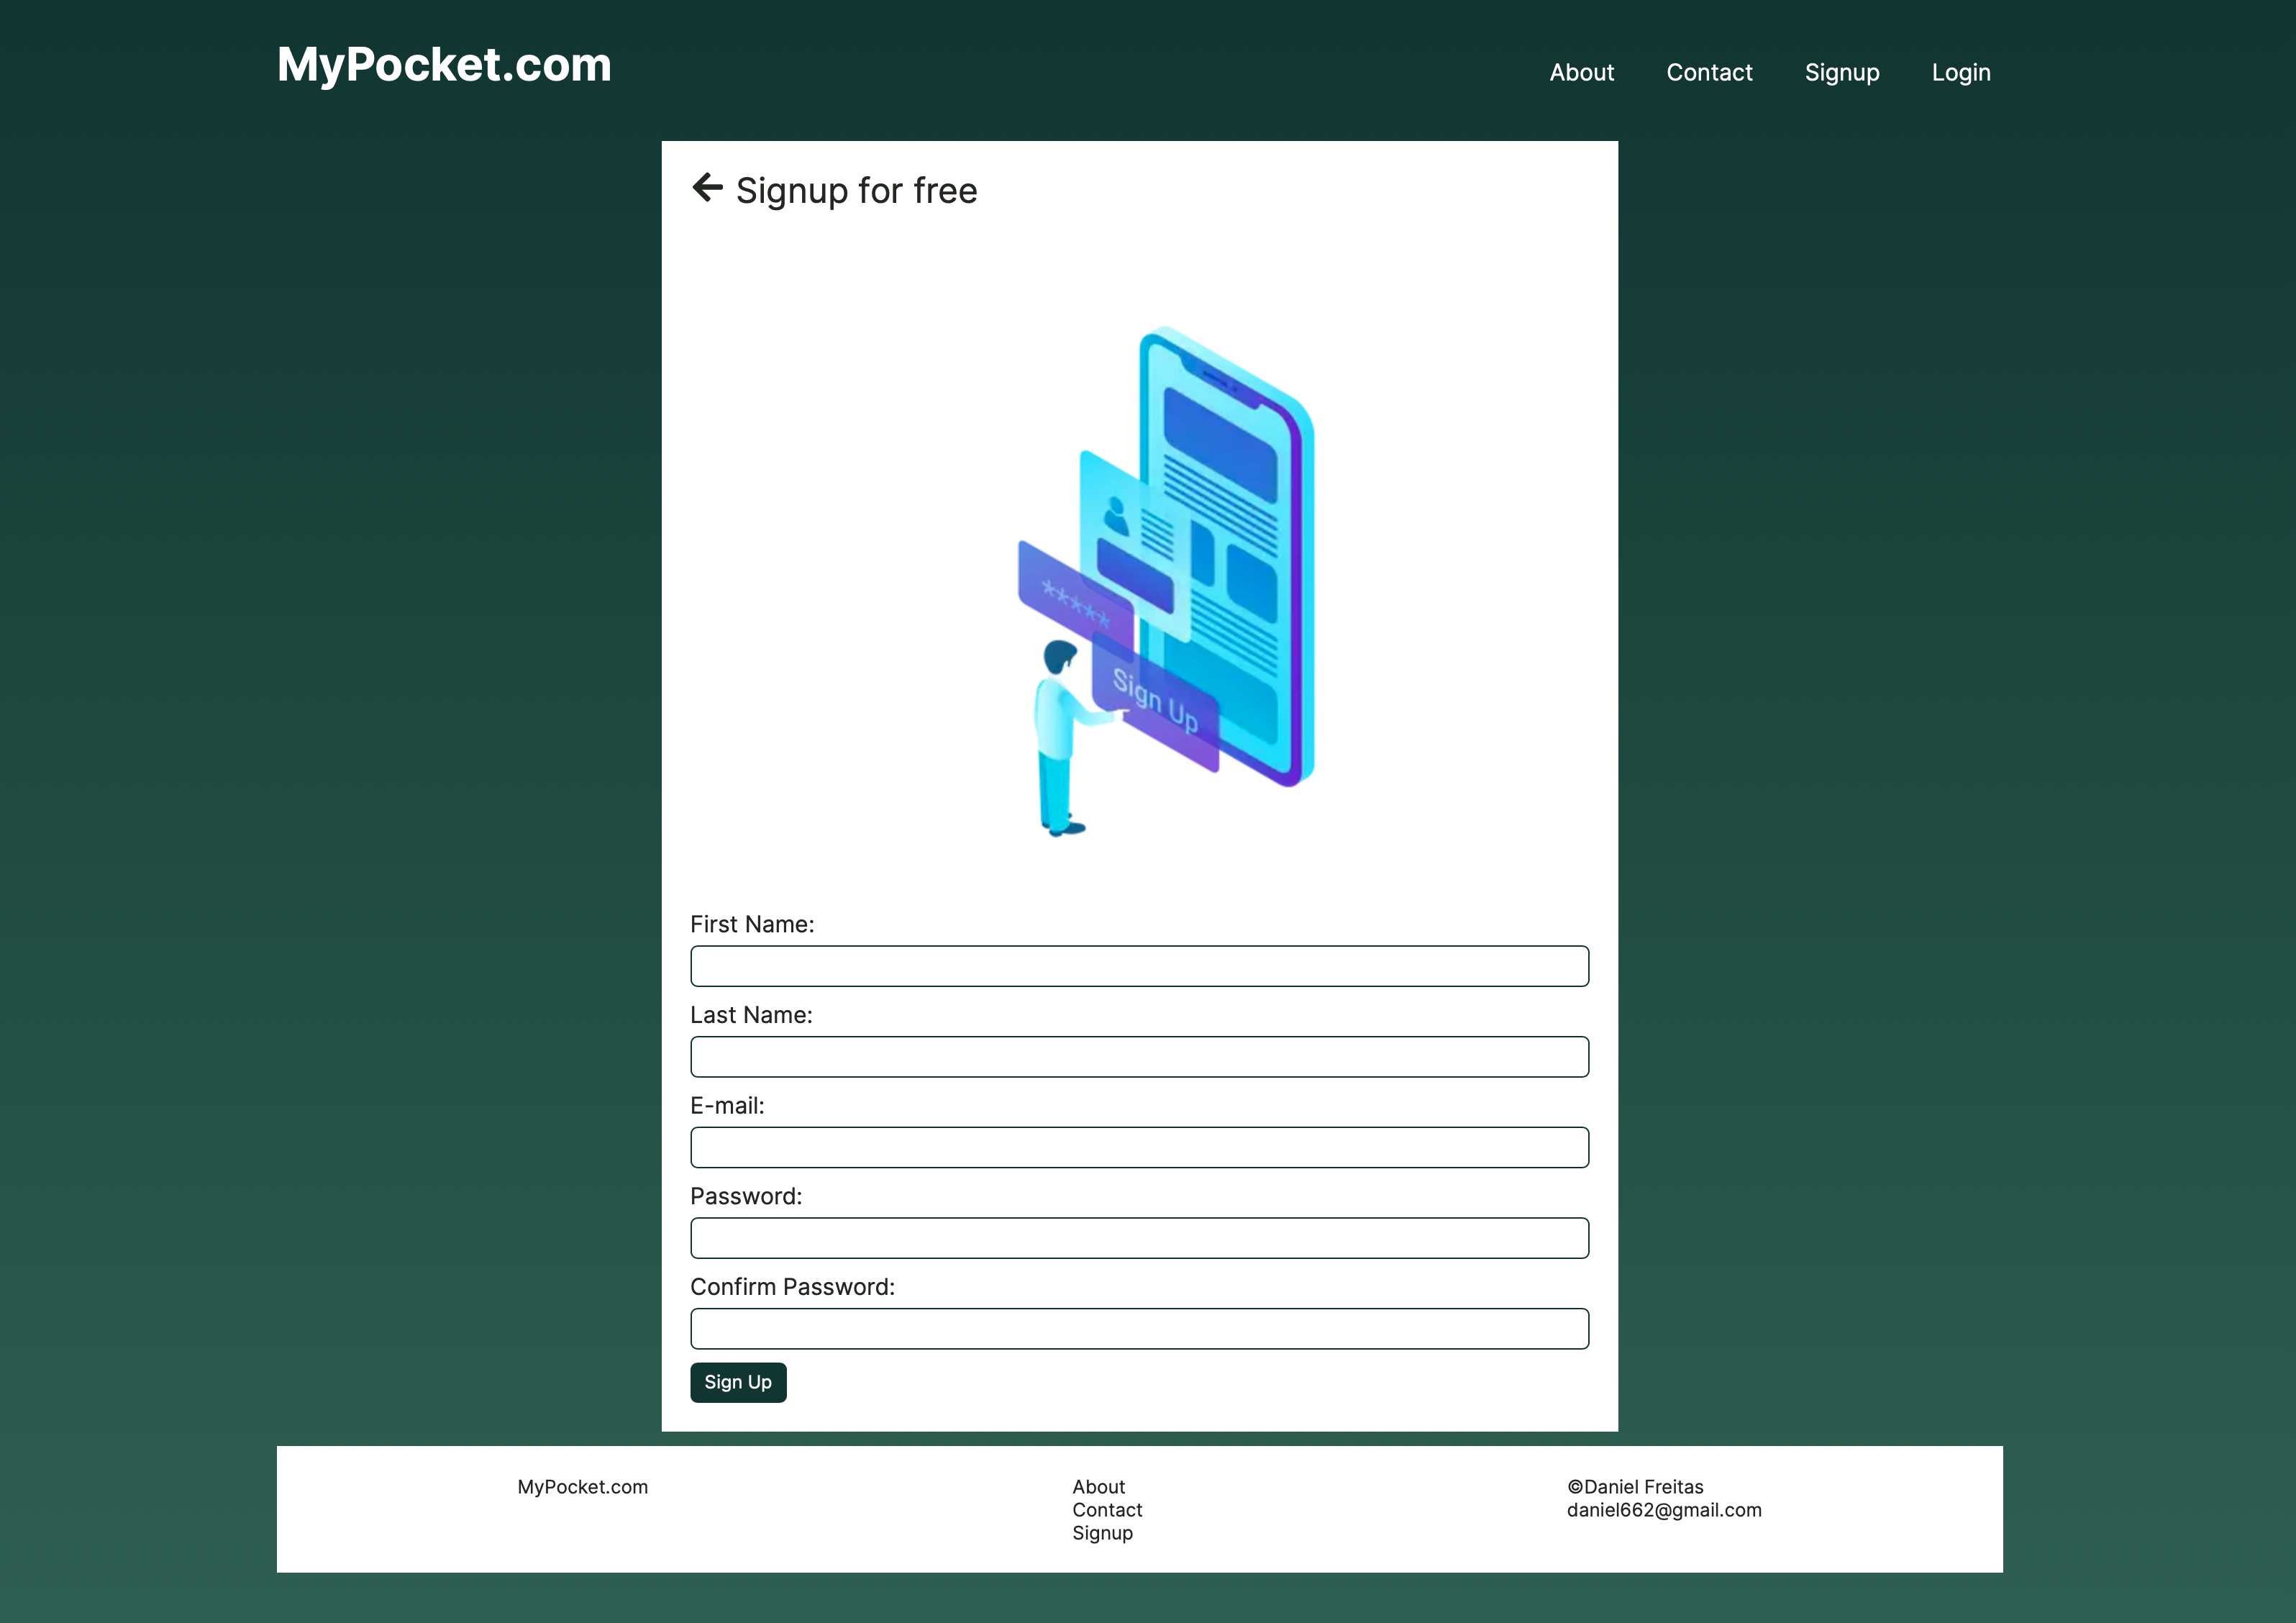 MyPocket.com
About Contact Signup Login
Signup for free
*****
Sign Up
First Name:
Last Name:
E-mail:
Password:
Confirm Password:
Sign Up
MyPocket.com
About
Contact
Signup
©Daniel Freitas
daniel662@gmail.com